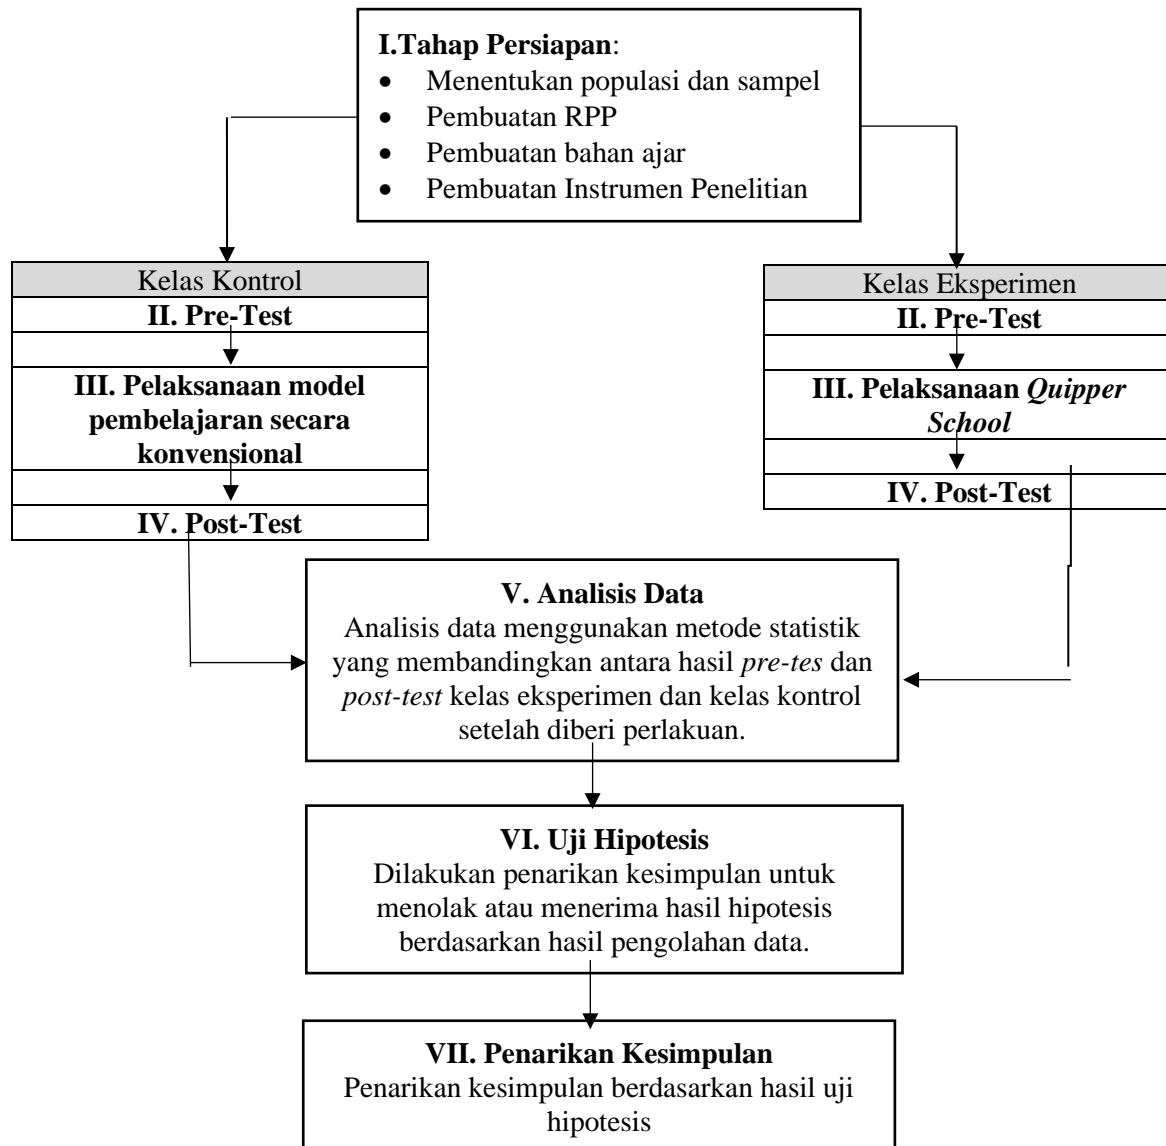 I.Tahap Persiapan:
• Menentukan populasi dan sampel
• Pembuatan RPP
• Pembuatan bahan ajar
• Pembuatan Instrumen Penelitian
Kelas Kontrol
II. Pre-Test
III. Pelaksanaan model
pembelajaran secara
konvensional
IV. Post-Test
Kelas Eksperimen
II. Pre-Test
III. Pelaksanaan Quipper
School
IV. Post-Test
V. Analisis Data
Analisis data menggunakan metode statistik
yang membandingkan antara hasil pre-tes dan
post-test kelas eksperimen dan kelas kontrol
setelah diberi perlakuan.
VI. Uji Hipotesis
Dilakukan penarikan kesimpulan untuk
menolak atau menerima hasil hipotesis
berdasarkan hasil pengolahan data.
VII. Penarikan Kesimpulan
Penarikan kesimpulan berdasarkan hasil uji
hipotesis